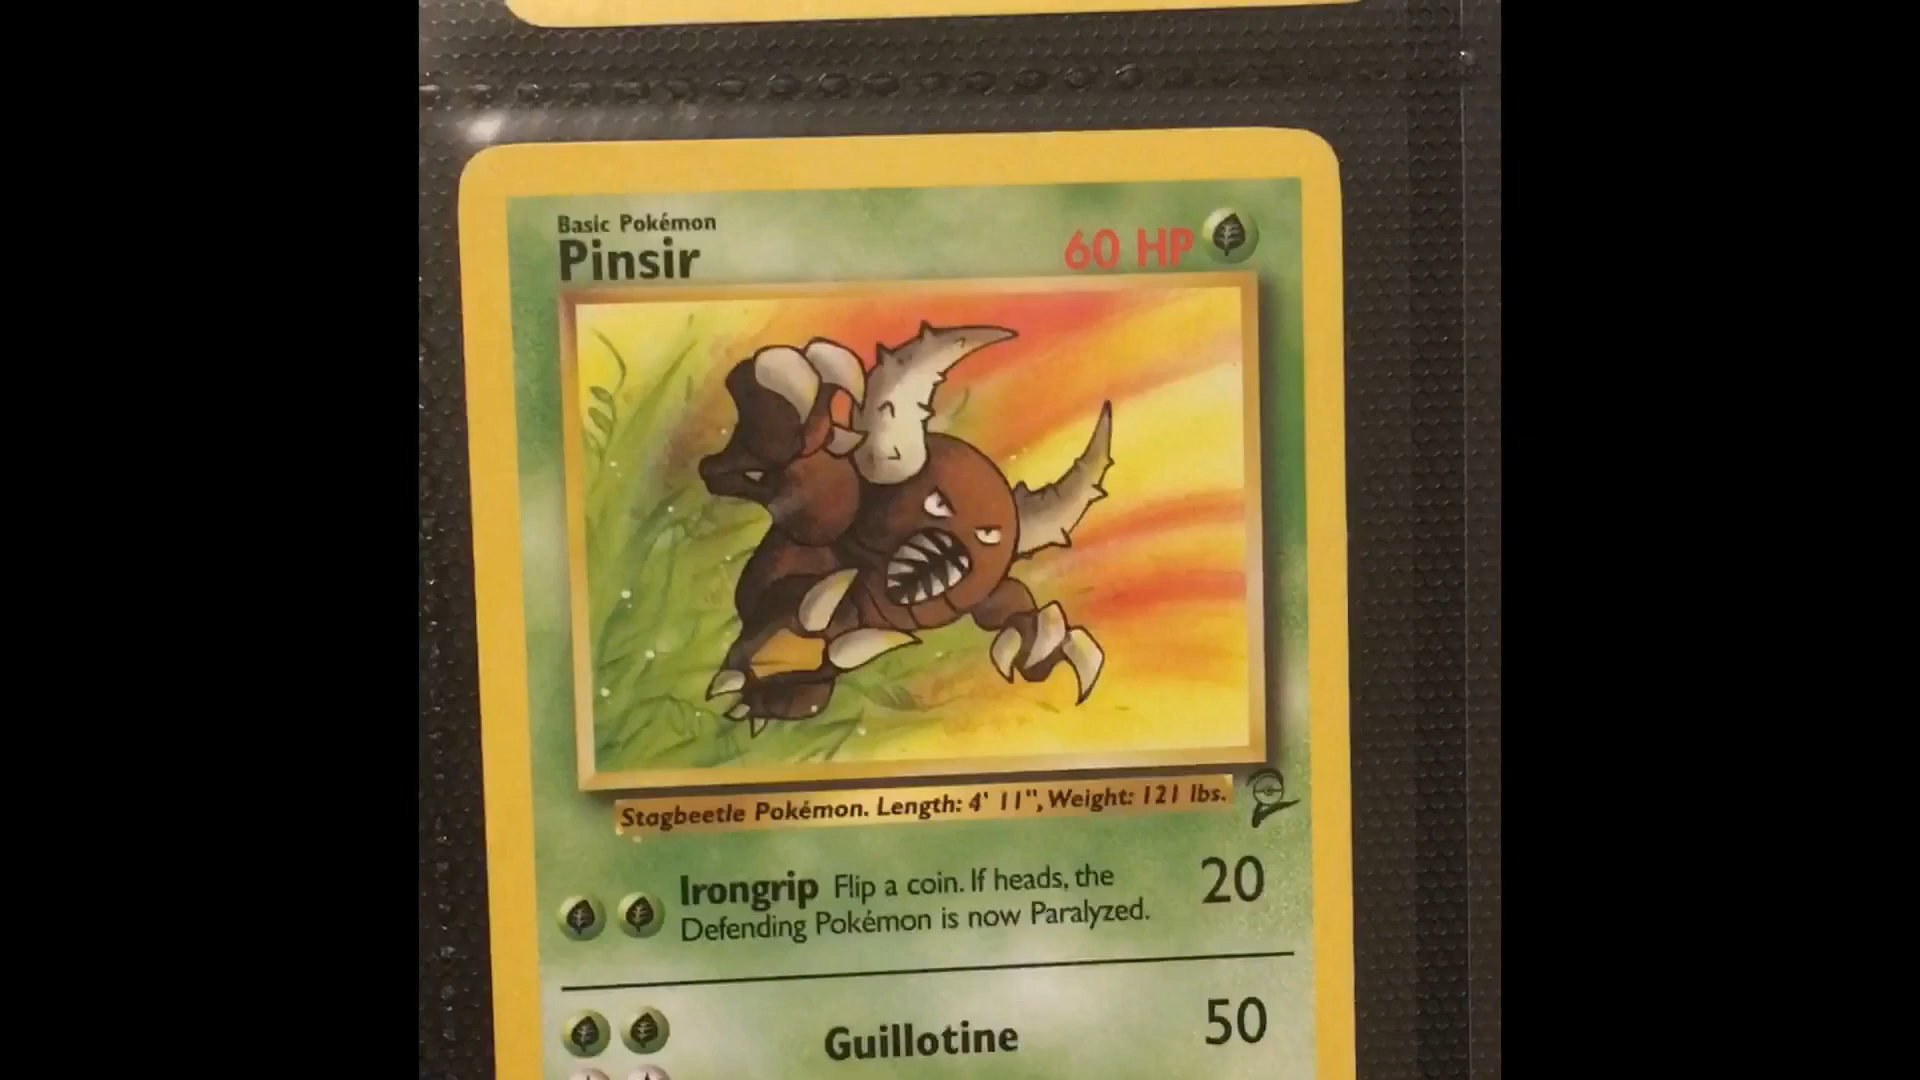 Basic Pokémon
Pinsir
60 HP
Stagbeetle Pokémon. Length: 4' 11", Weight: 121 lbs.
Irongrip Flip a coin. If heads, the
Defending Pokémon is now Paralyzed.
20
Guillotine
50